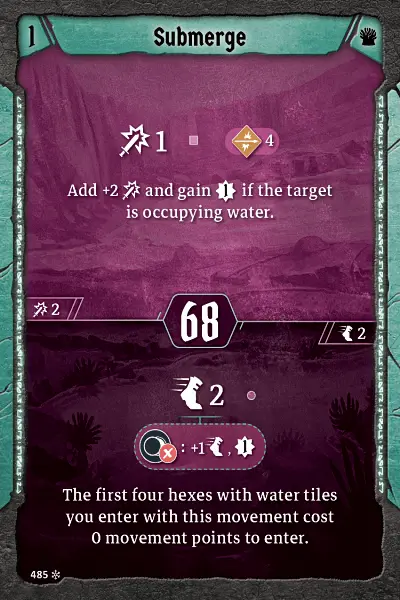 1 Submerge
1 4
Add +2 and gain 1 if the target
is occupying water.
2
68
2
2
: +1 , 1
The first four hexes with water tiles
you enter with this movement cost
0 movement points to enter.
485